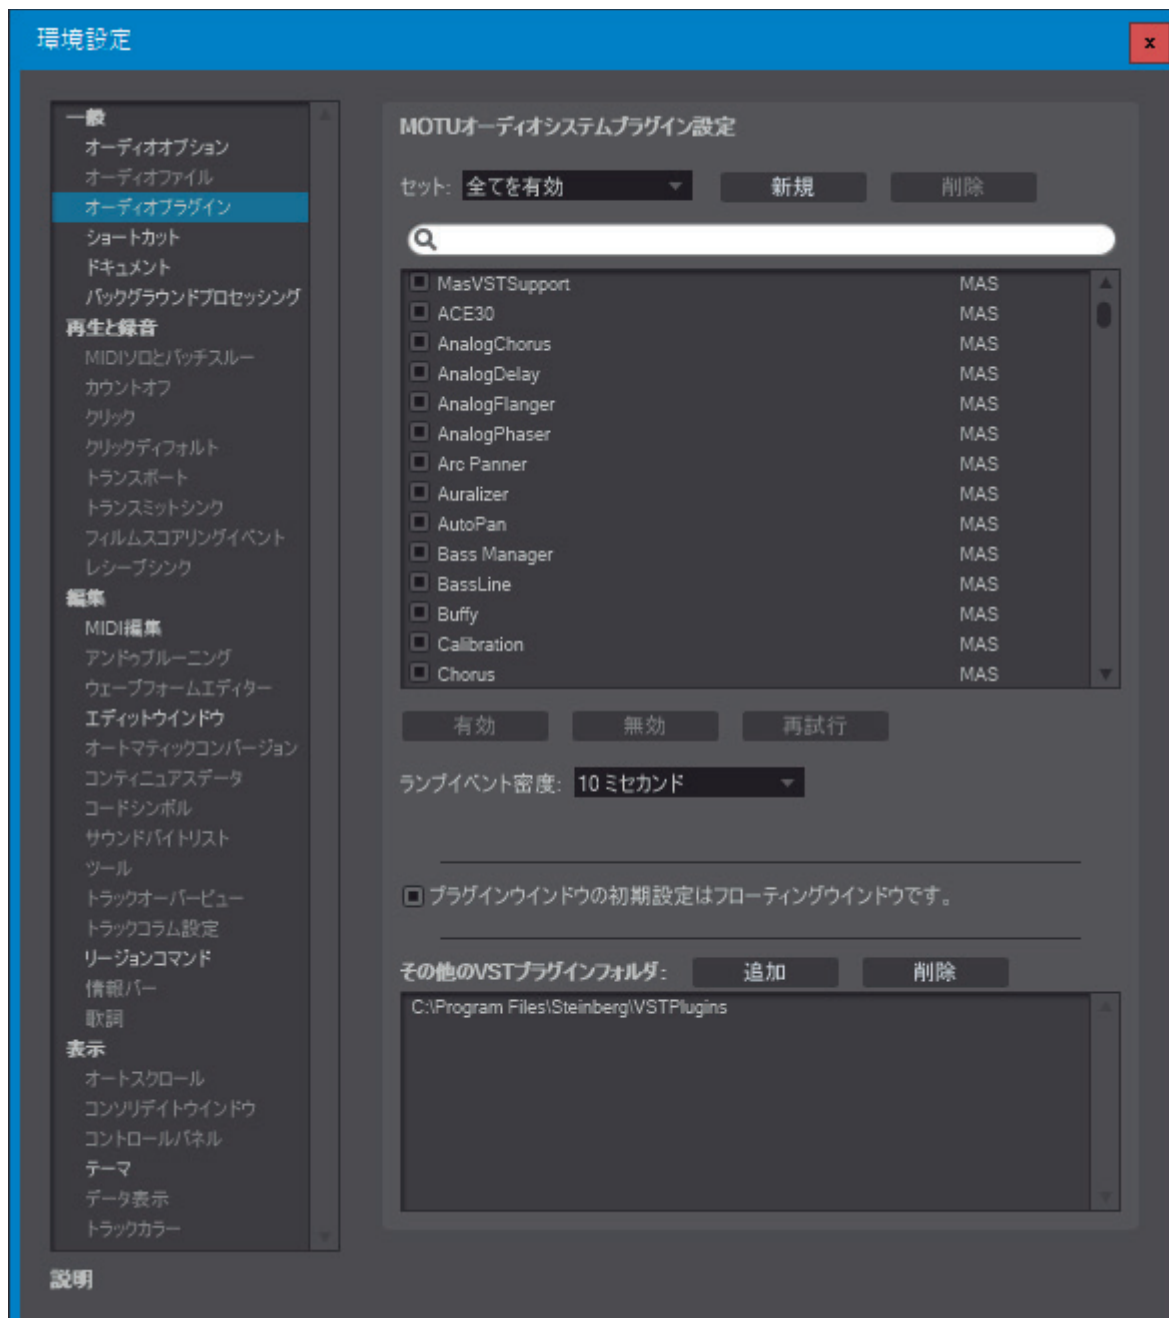 環境設定
x
一般
オーディオオプション
オーディオファイル
オーディオプラグイン
ショートカット
ドキュメント
バックグラウンドプロセッシング
再生と録音
MIDIソロとパッチスルー
カウントオフ
クリック
クリックディフォルト
トランスポート
トランスミットシンク
フィルムスコアリングイベント
レシーブシンク
編集
MIDI編集
アンドゥプルーニング
ウェーブフォームエディター
エディットウインドウ
オートマティックコンバージョン
コンティニュアスデータ
コードシンボル
サウンドバイトリスト
ツール
トラックオーバービュー
トラックコラム設定
リージョンコマンド
情報バー
歌詞
表示
オートスクロール
コンソリデイトウインドウ
コントロールパネル
テーマ
データ表示
トラックカラー
説明
MOTUオーディオシステムプラグイン設定
セット: 全てを有効 新規 削除
MasVSTSupport MAS
ACE30 MAS
AnalogChorus MAS
AnalogDelay MAS
AnalogFlanger MAS
AnalogPhaser MAS
Arc Panner MAS
Auralizer MAS
AutoPan MAS
Bass Manager MAS
BassLine MAS
Buffy MAS
Calibration MAS
Chorus MAS
有効 無効 再試行
ランプイベント密度: 10 ミセカンド
プラグインウインドウの初期設定はフローティングウインドウです。
その他のVSTプラグインフォルダ: 追加 削除
C:\Program Files\Steinberg\VSTPlugins